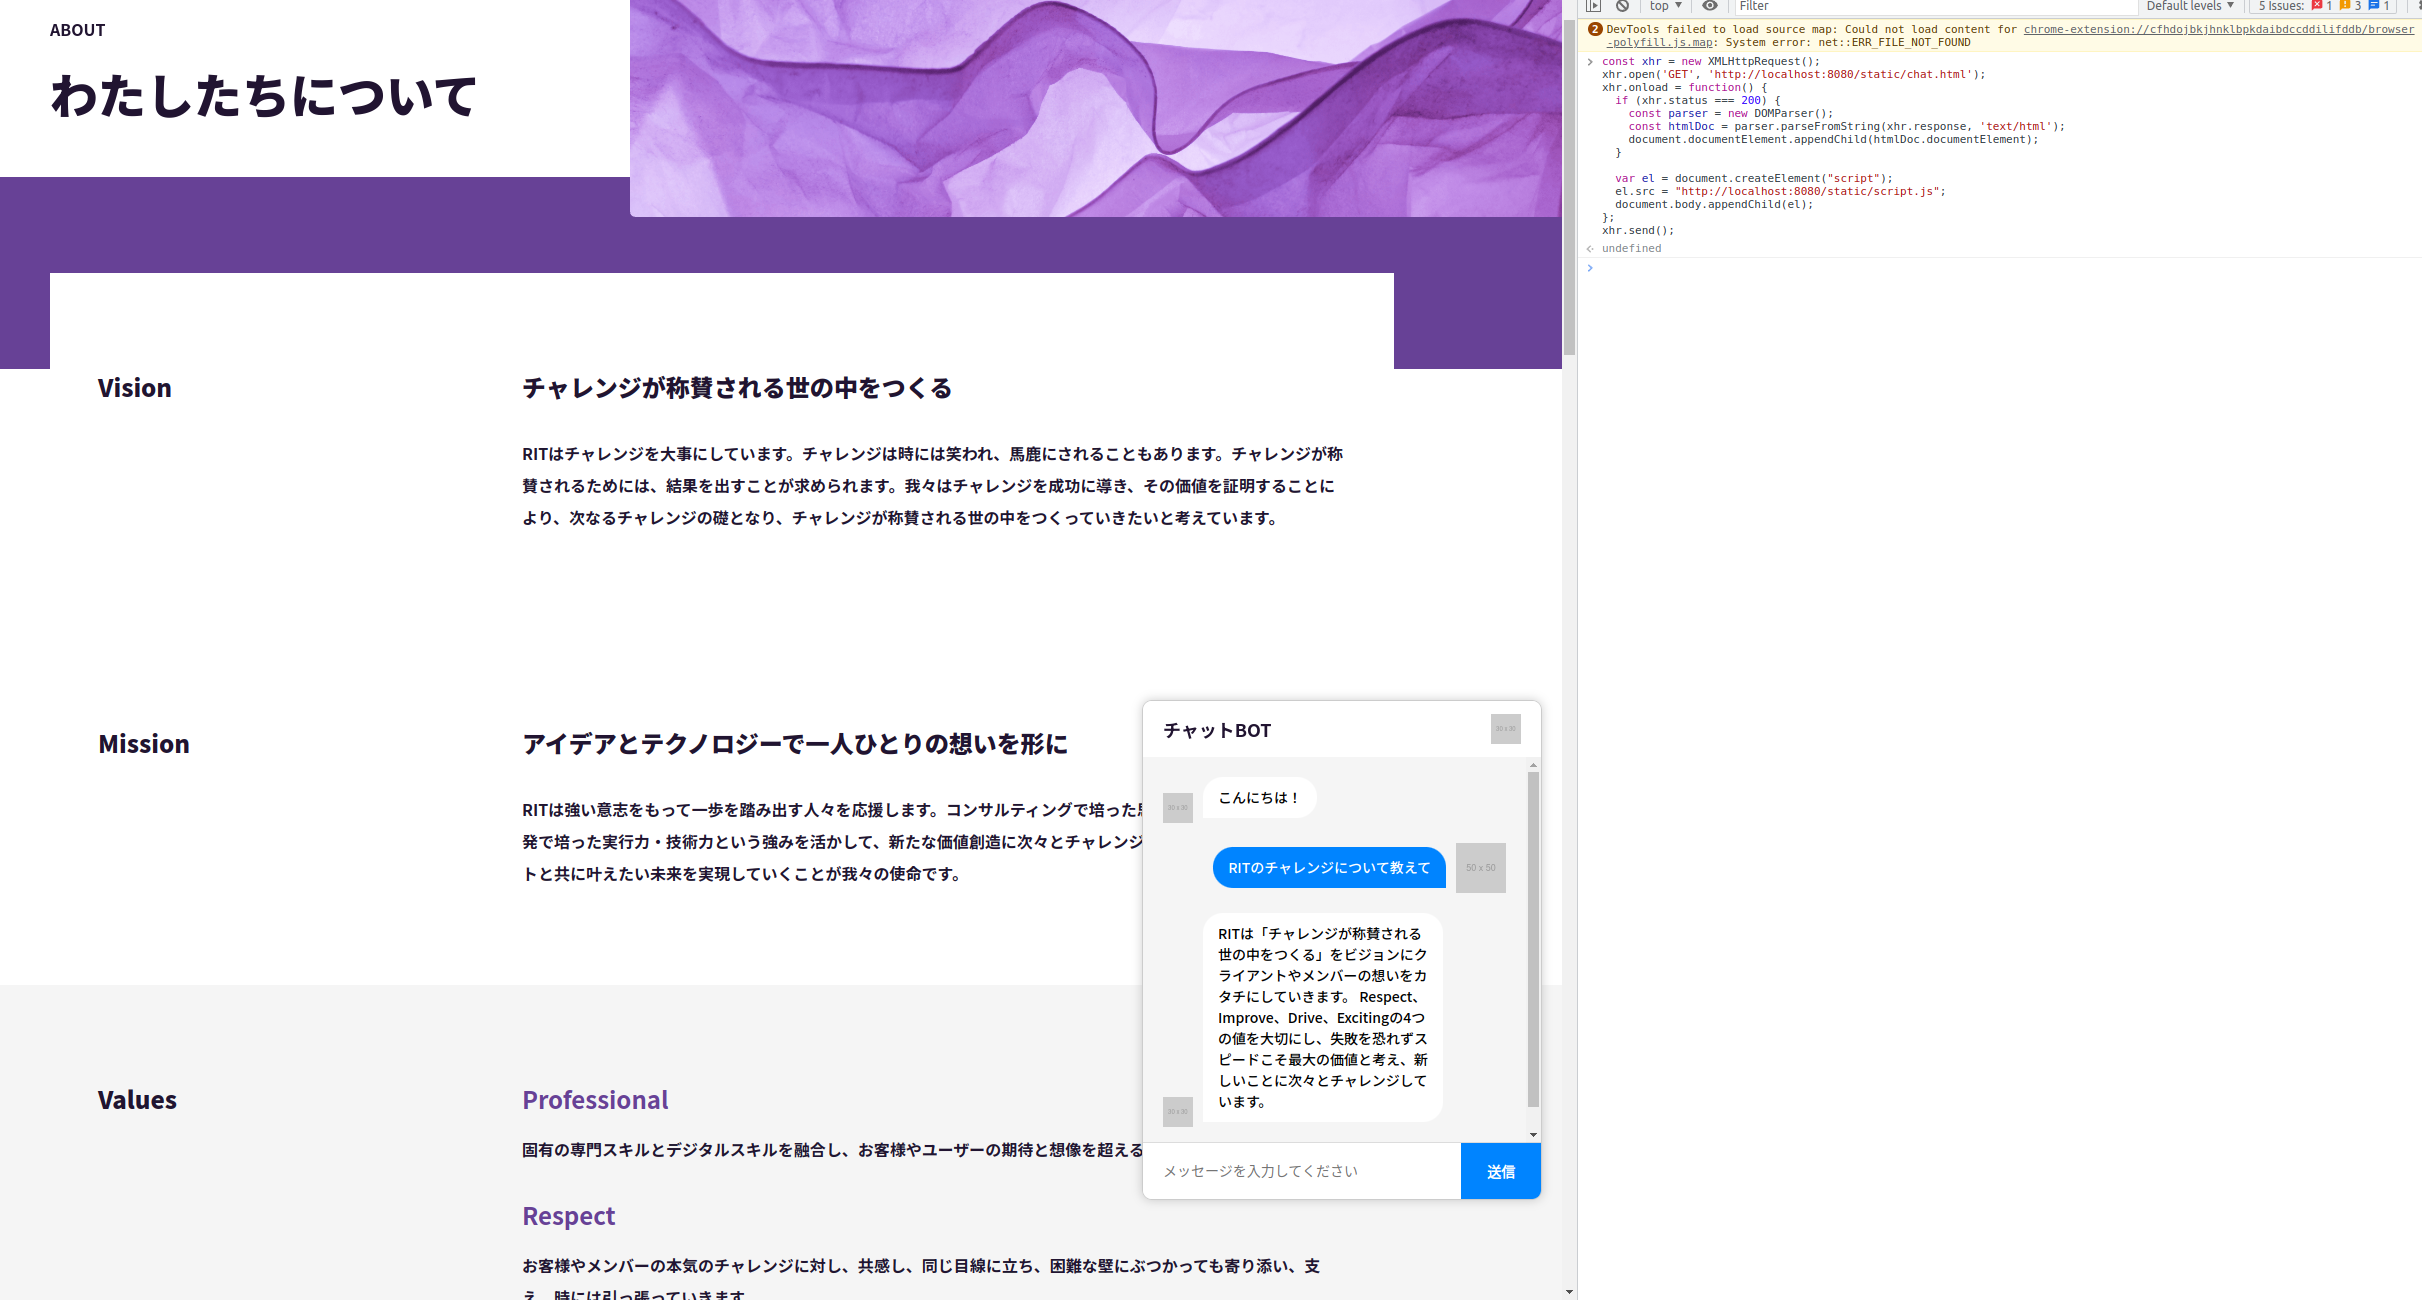 ABOUT
わたしたちについて
Vision
チャレンジが称賛される世の中をつくる
RITはチャレンジを大事にしています。チャレンジは時には笑われ、馬鹿にされることもあります。チャレンジが称
賛されるためには、結果を出すことが求められます。我々はチャレンジを成功に導き、その価値を証明することに
より、次なるチャレンジの礎となり、チャレンジが称賛される世の中をつくっていきたいと考えています。
Mission
アイデアとテクノロジーで一人ひとりの想いを形に
RITは強い意志をもって一歩を踏み出す人々を応援します。コンサルティングで培った
発で培った実行力・技術力という強みを活かして、新たな価値創造に次々とチャレンジ
トと共に叶えたい未来を実現していくことが我々の使命です。
Values
Professional
固有の専門スキルとデジタルスキルを融合し、お客様やユーザーの期待と想像を超える
Respect
お客様やメンバーの本気のチャレンジに対し、共感し、同じ目線に立ち、困難な壁にぶつかっても寄り添い、支
え、時には引っ張っていきます。
チャットBOT
30 x 30
こんにちは！
30 x 30
RITのチャレンジについて教えて
50 x 50
RITは「チャレンジが称賛される
世の中をつくる」をビジョンにク
ライアントやメンバーの想いをカ
タチにしていきます。 Respect、
Improve、Drive、Excitingの4つ
の値を大切にし、失敗を恐れずス
ピードこそ最大の価値と考え、新
しいことに次々とチャレンジして
います。
30 x 30
メッセージを入力してください
送信
top
Filter
Default levels
5 Issues: 1 3 1
2 DevTools failed to load source map: Could not load content for chrome-extension://cfhdojbkjhnklbpkdaibdccddilifddb/browser
-polyfill.js.map: System error: net::ERR_FILE_NOT_FOUND
const xhr = new XMLHttpRequest();
xhr.open('GET', 'http://localhost:8080/static/chat.html');
xhr.onload = function() {
if (xhr.status === 200) {
const parser = new DOMParser();
const htmlDoc = parser.parseFromString(xhr.response, 'text/html');
document.documentElement.appendChild(htmlDoc.documentElement);
}
var el = document.createElement("script");
el.src = "http://localhost:8080/static/script.js";
document.body.appendChild(el);
};
xhr.send();
undefined